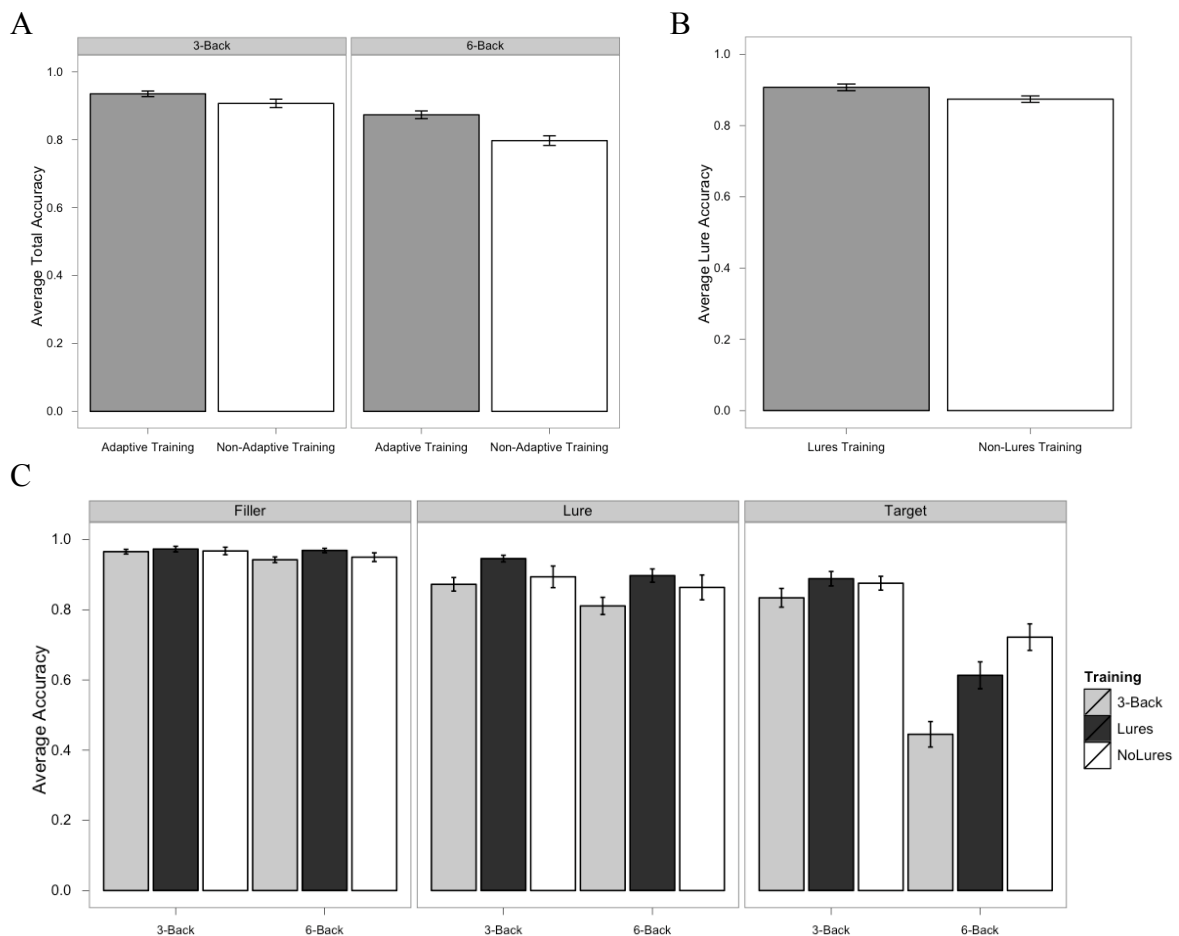 A
3-Back 6-Back
Average Total Accuracy
1.0
0.8
0.6
0.4
0.2
0.0
Adaptive Training Non-Adaptive Training Adaptive Training Non-Adaptive Training
B
Average Lure Accuracy
1.0
0.8
0.6
0.4
0.2
0.0
Lures Training Non-Lures Training
C
Filler Lure Target
Average Accuracy
1.0
0.8
0.6
0.4
0.2
0.0
3-Back 6-Back 3-Back 6-Back 3-Back 6-Back
Training
3-Back
Lures
NoLures